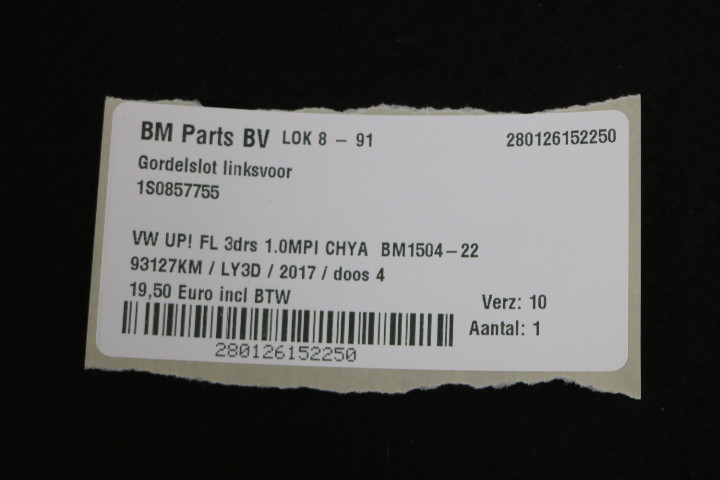 BM Parts BV LOK 8 - 91 280126152250
Gordelslot linksvoor
1S0857755
VW UP! FL 3drs 1.0MPI CHYA BM1504-22
93127KM / LY3D / 2017 / doos 4
19,50 Euro incl BTW
Verz: 10
Aantal: 1
280126152250